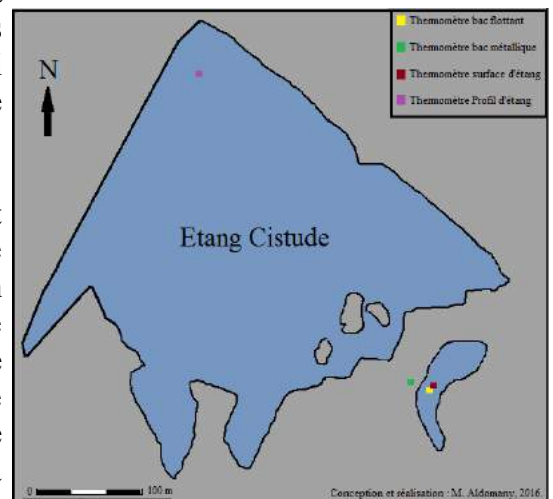 Thermomètre bac flottant
Thermomètre bac métallique
Thermomètre surface d'étang
Thermomètre Profil d'étang
N
Etang Cistude
0 100 m
Conception et réalisation : M. Aldomany, 2016.